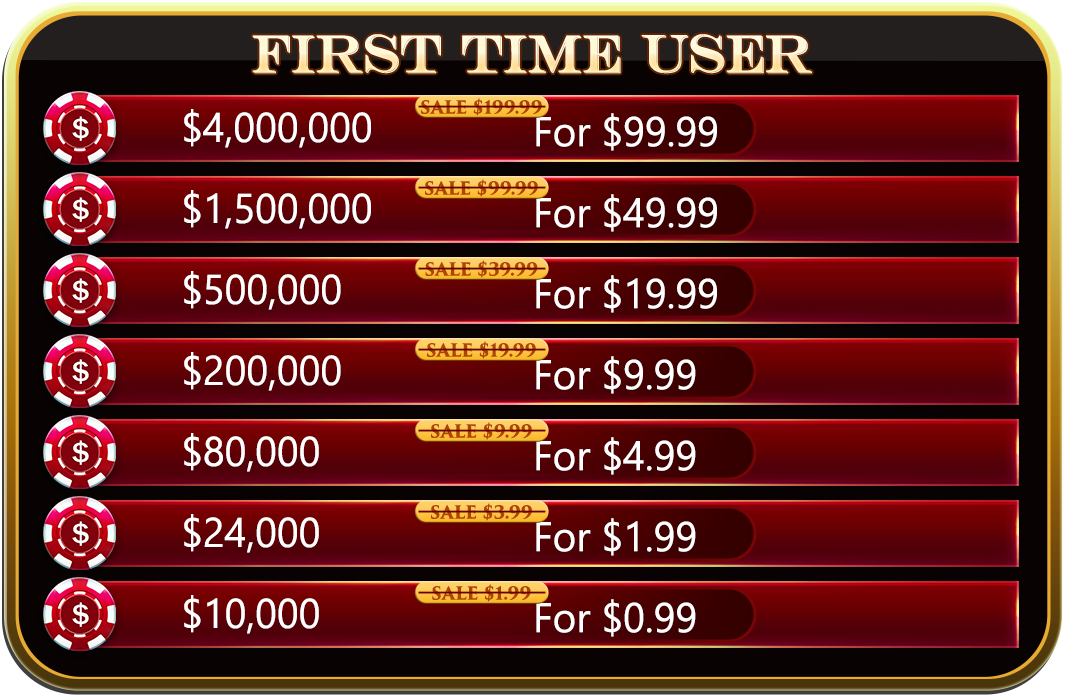 FIRST TIME USER
$
$4,000,000
SALE $199.99
For $99.99
$
$1,500,000
SALE $99.99
For $49.99
$
$500,000
SALE $39.99
For $19.99
$
$200,000
SALE $19.99
For $9.99
$
$80,000
SALE $9.99
For $4.99
$
$24,000
SALE $3.99
For $1.99
$
$10,000
SALE $1.99
For $0.99